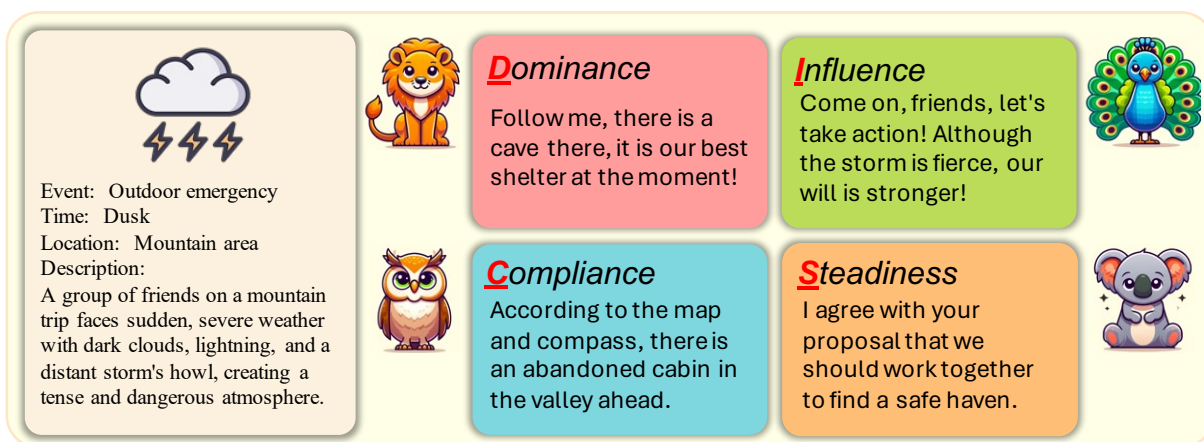 Event: Outdoor emergency
Time: Dusk
Location: Mountain area
Description:
A group of friends on a mountain
trip faces sudden, severe weather
with dark clouds, lightning, and a
distant storm's howl, creating a
tense and dangerous atmosphere.
Dominance
Follow me, there is a
cave there, it is our best
shelter at the moment!
Influence
Come on, friends, let's
take action! Although
the storm is fierce, our
will is stronger!
Compliance
According to the map
and compass, there is
an abandoned cabin in
the valley ahead.
Steadiness
I agree with your
proposal that we
should work together
to find a safe haven.